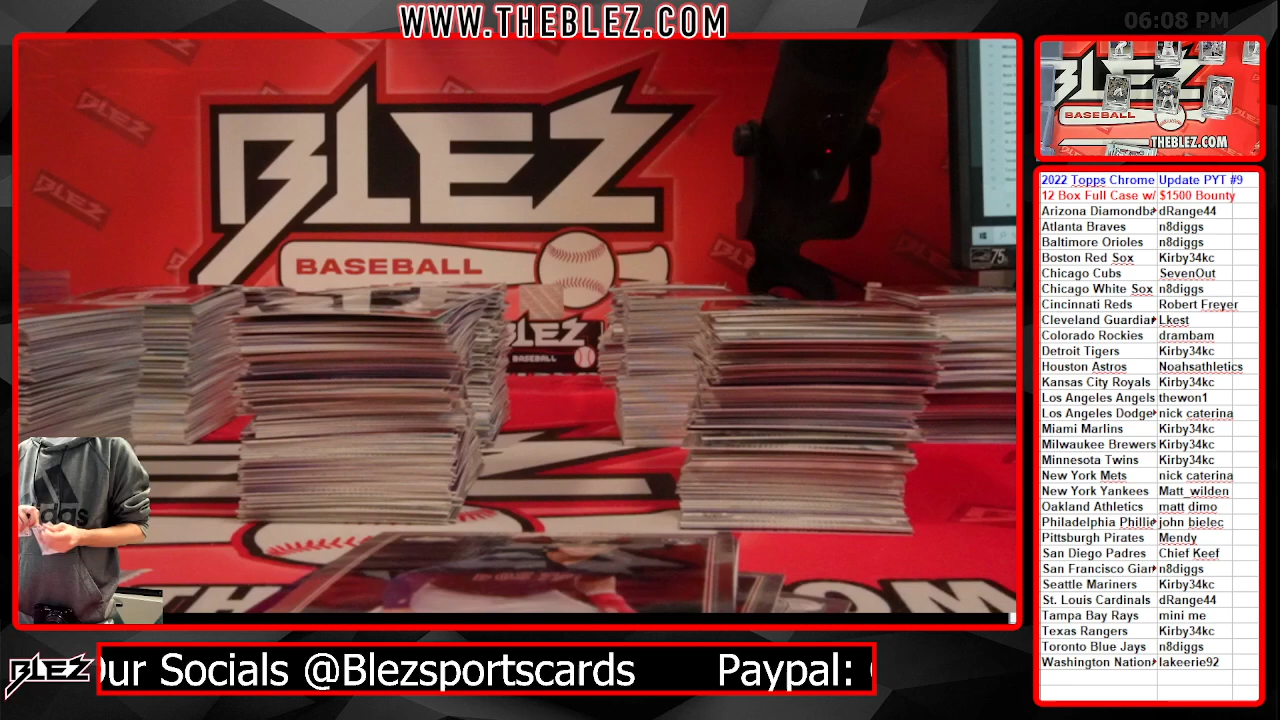 WWW.THEBLEZ.COM
06:08 PM
BLEZ
BASEBALL
75
BLEZ
BASEBALL
BLEZ
BASEBALL
THEBLEZ.COM
adidas
2022 Topps Chrome Update PYT #9
12 Box Full Case w/ $1500 Bounty
Arizona Diamondba dRange44
Atlanta Braves n8diggs
Baltimore Orioles n8diggs
Boston Red Sox Kirby34kc
Chicago Cubs SevenOut
Chicago White Sox n8diggs
Cincinnati Reds Robert Freyer
Cleveland Guardia Lkest
Colorado Rockies drambam
Detroit Tigers Kirby34kc
Houston Astros Noahsathletics
Kansas City Royals Kirby34kc
Los Angeles Angels thewon1
Los Angeles Dodge nick caterina
Miami Marlins Kirby34kc
Milwaukee Brewers Kirby34kc
Minnesota Twins Kirby34kc
New York Mets nick caterina
New York Yankees Matt_wilden
Oakland Athletics matt dimo
Philadelphia Phillie john bielec
Pittsburgh Pirates Mendy
San Diego Padres Chief Keef
San Francisco Gian n8diggs
Seattle Mariners Kirby34kc
St. Louis Cardinals dRange44
Tampa Bay Rays mini me
Texas Rangers Kirby34kc
Toronto Blue Jays n8diggs
Washington Nation lakeerie92
BLEZ
Our Socials @Blezsportscards Paypal: